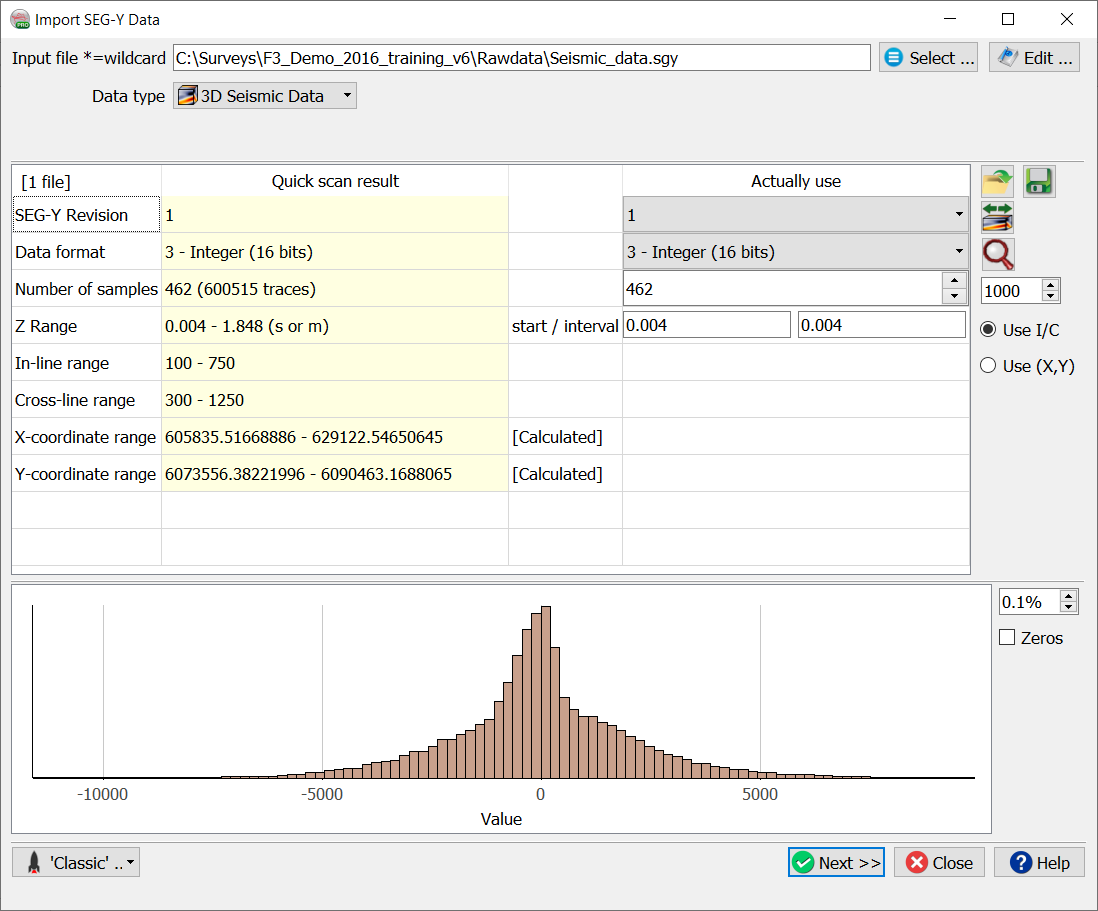 Import SEG-Y Data
Input file *=wildcard C:\Surveys\F3_Demo_2016_training_v6\Rawdata\Seismic_data.sgy Select ... Edit ...
Data type 3D Seismic Data
[1 file] Quick scan result Actually use
SEG-Y Revision 1 1
Data format 3 - Integer (16 bits) 3 - Integer (16 bits)
Number of samples 462 (600515 traces) 462 1000
Z Range 0.004 - 1.848 (s or m) start / interval 0.004 0.004 Use I/C
In-line range 100 - 750 Use (X,Y)
Cross-line range 300 - 1250
X-coordinate range 605835.51668886 - 629122.54650645 [Calculated]
Y-coordinate range 6073556.38221996 - 6090463.1688065 [Calculated]
0.1%
Zeros
-10000 -5000 0 5000
Value
'Classic' .. Next >> Close Help